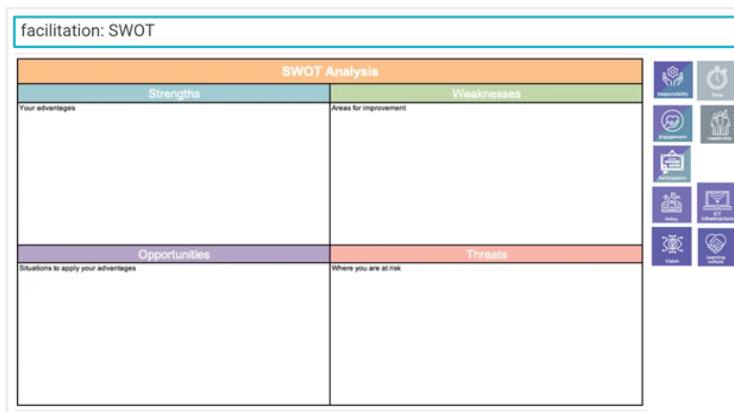 facilitation: SWOT
SWOT Analysis
Strengths
Weaknesses
Your advantages
Areas for improvement
Opportunities
Threats
Situations to apply your advantages
Where you are at risk
Responsibility
Time
Engagement
Leadership
Participation
Policy
ICT
infrastructure
Vision
Learning
culture